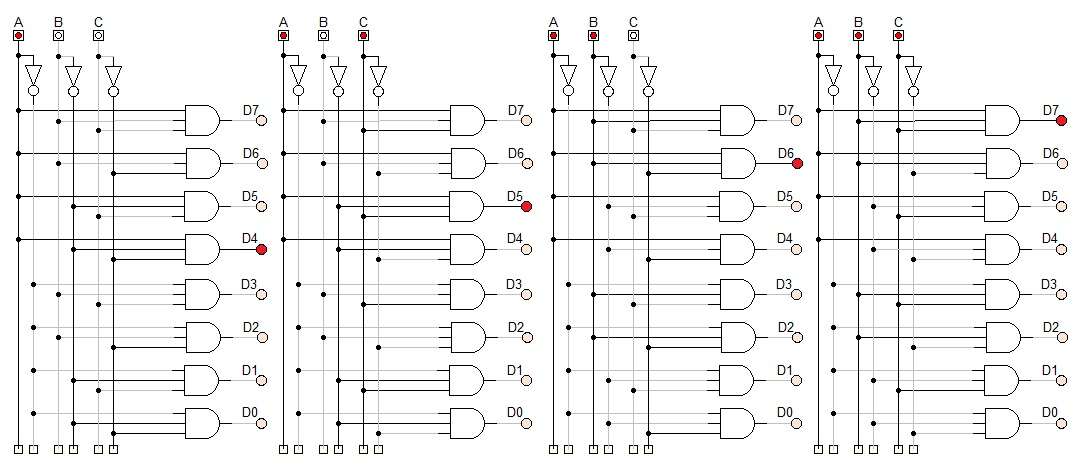 A B C A B C A B C A B C
D7 D7 D7 D7
D6 D6 D6 D6
D5 D5 D5 D5
D4 D4 D4 D4
D3 D3 D3 D3
D2 D2 D2 D2
D1 D1 D1 D1
D0 D0 D0 D0